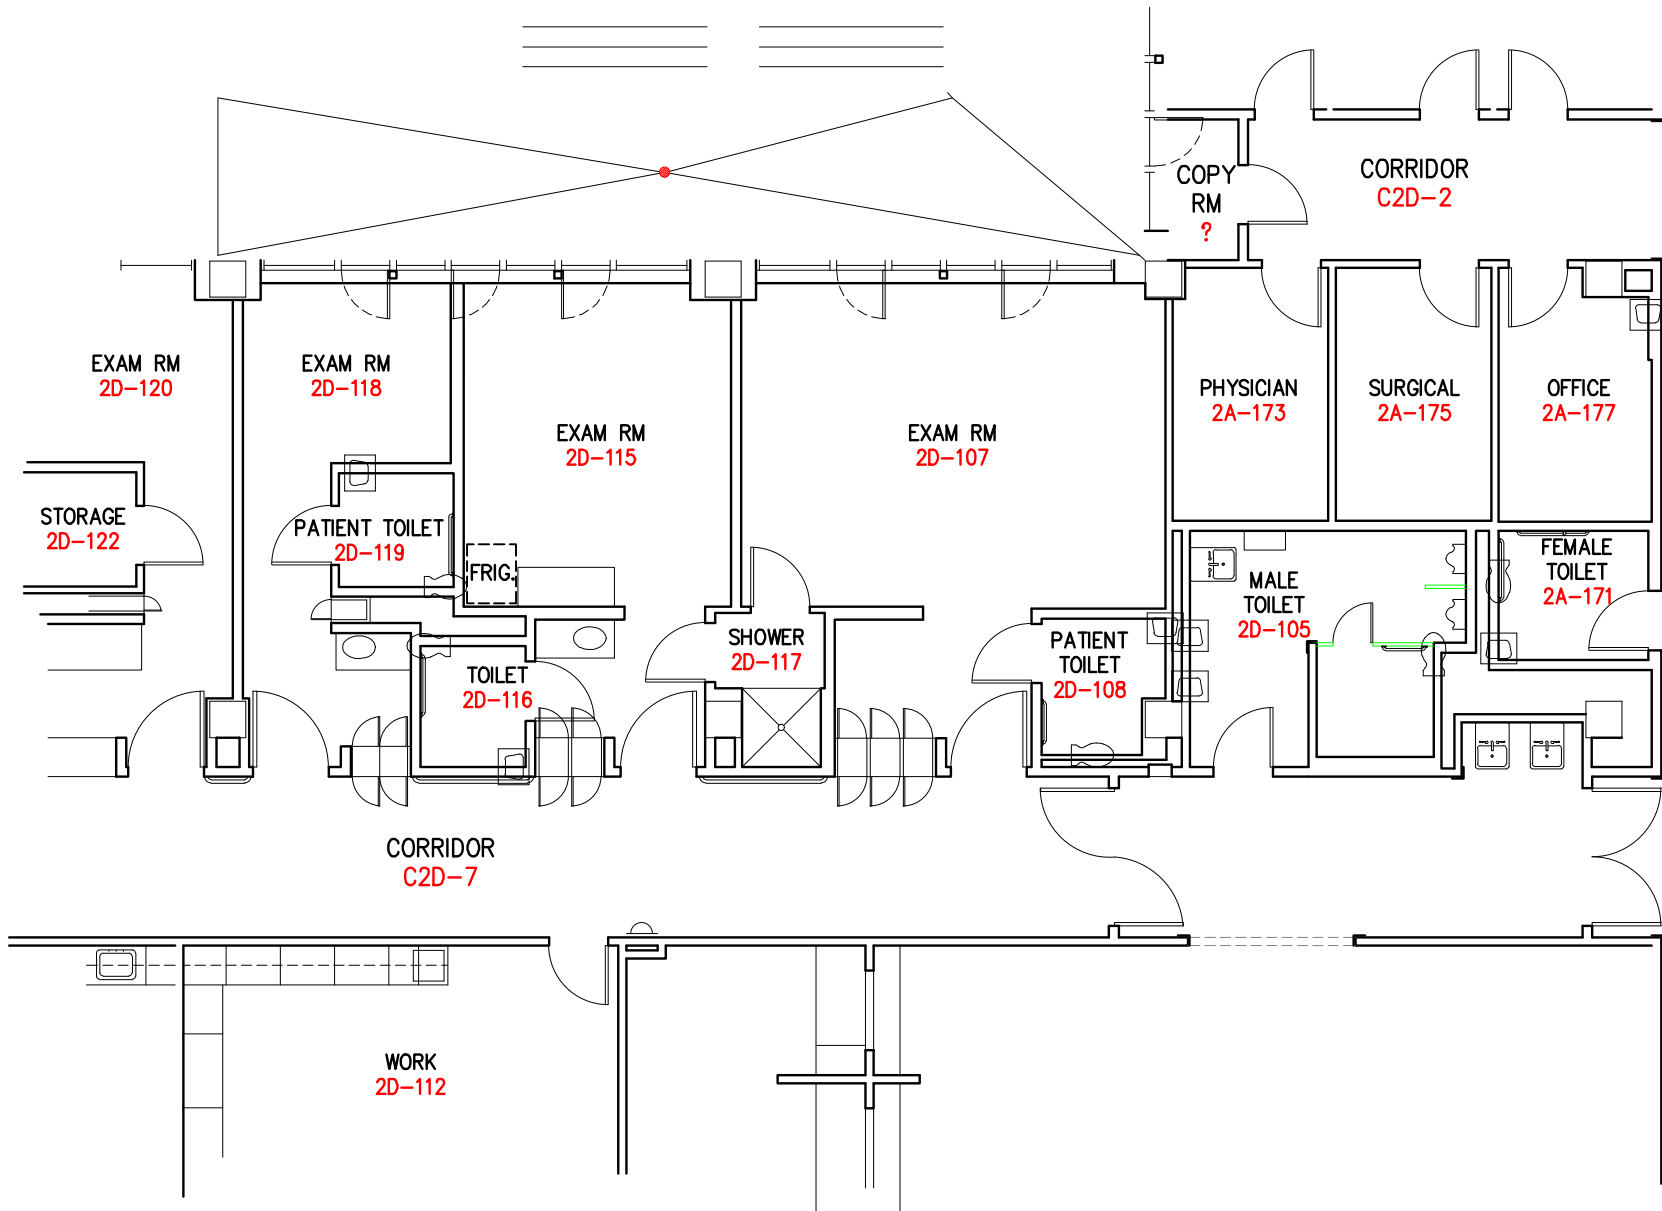 COPY
RM
?
CORRIDOR
C2D-2
EXAM RM
2D-120
EXAM RM
2D-118
EXAM RM
2D-115
EXAM RM
2D-107
PHYSICIAN
2A-173
SURGICAL
2A-175
OFFICE
2A-177
STORAGE
2D-122
PATIENT TOILET
2D-119
FRIG.
SHOWER
2D-117
PATIENT
TOILET
2D-108
MALE
TOILET
2D-105
FEMALE
TOILET
2A-171
TOILET
2D-116
CORRIDOR
C2D-7
WORK
2D-112